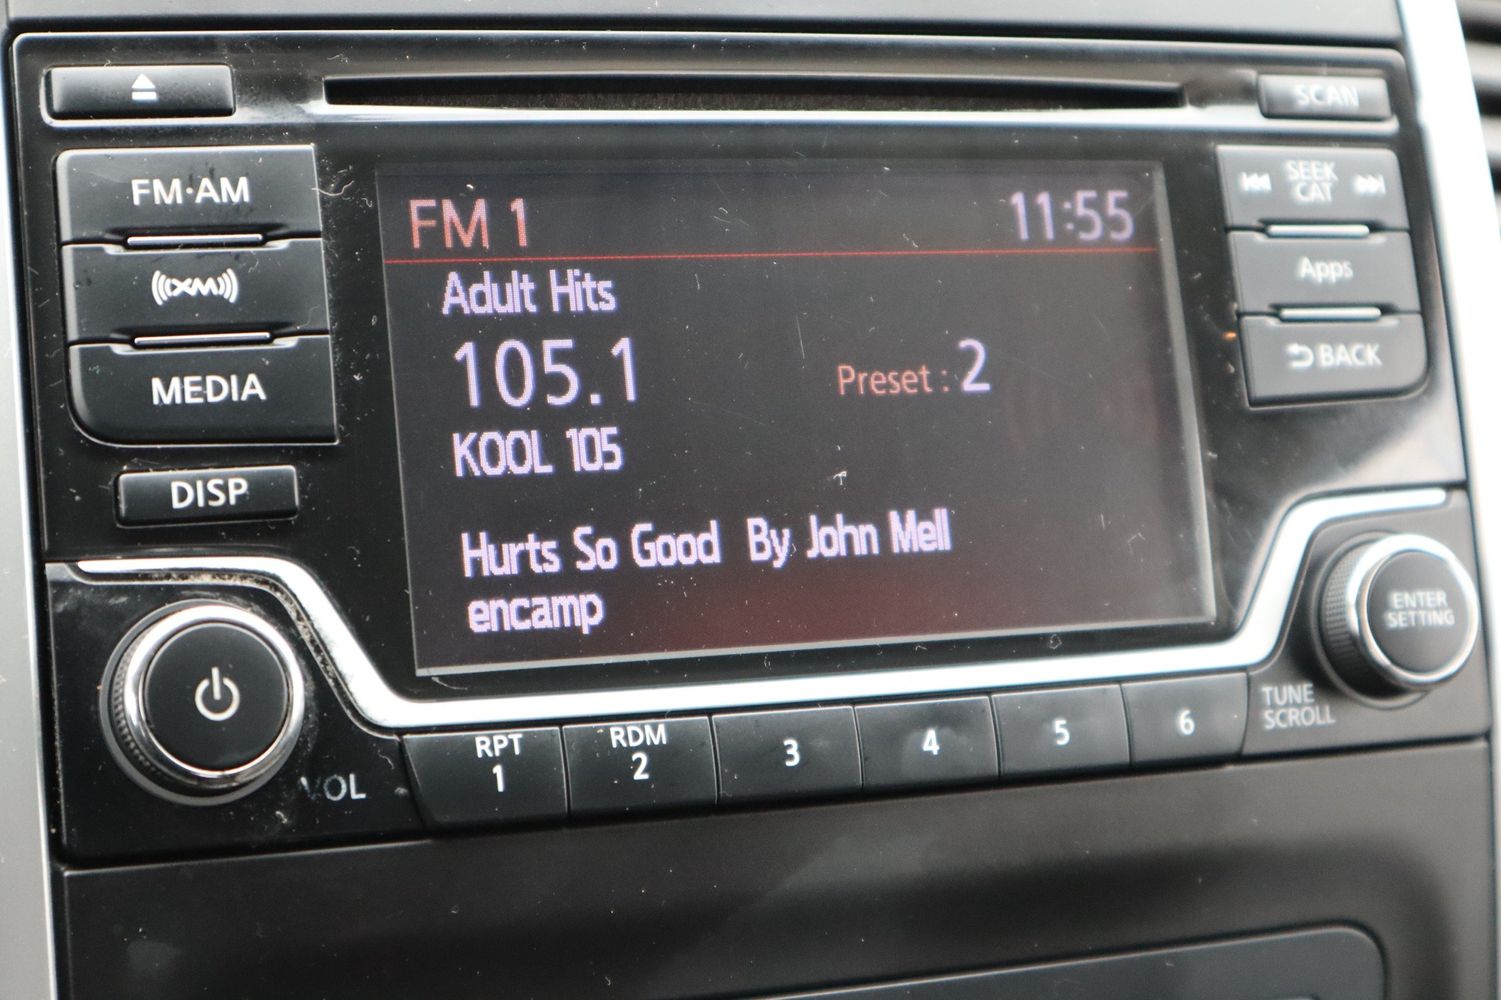 SCAN
FM·AM
XM
MEDIA
DISP
FM 1
11:55
Adult Hits
105.1
Preset : 2
KOOL 105
Hurts So Good By John Mell
encamp
SEEK
CAT
Apps
BACK
ENTER
SETTING
TUNE
SCROLL
VOL
RPT
1
RDM
2
3
4
5
6